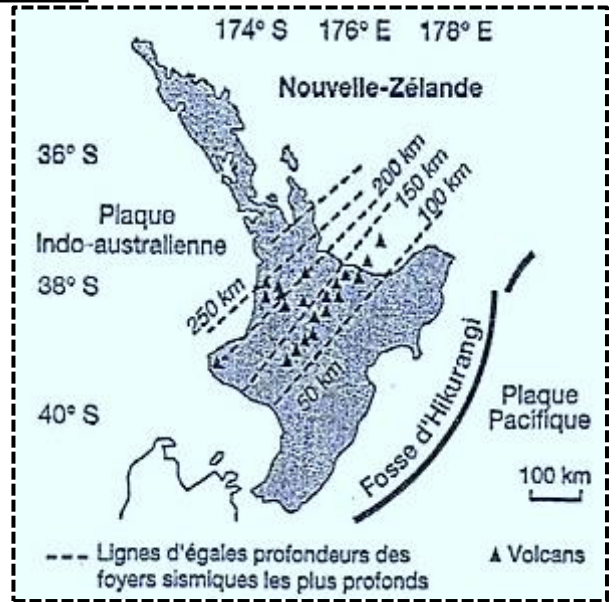 174° S 176° E 178° E
Nouvelle-Zélande
36° S
200 km
150 km
100 km
Plaque
Indo-australienne
38° S
250 km
50 km
40° S
Fosse d'Hikurangi
Plaque
Pacifique
100 km
Lignes d'égales profondeurs des
foyers sismiques les plus profonds
Volcans